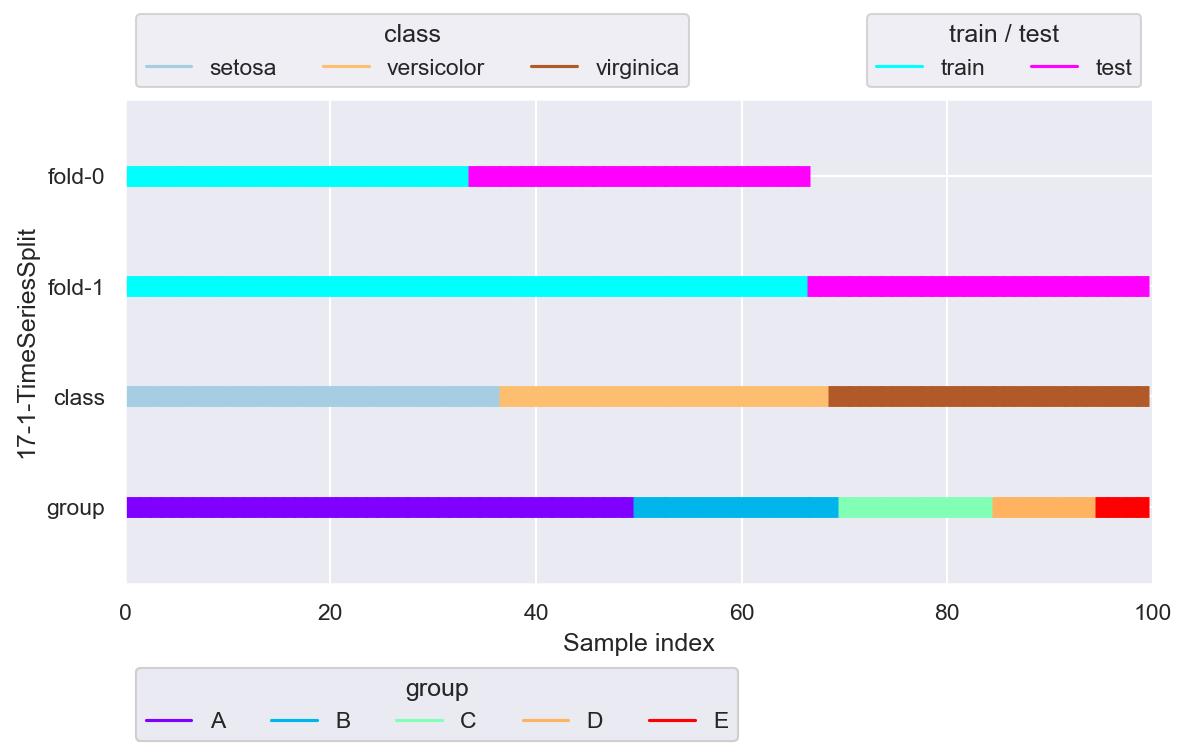 class
setosa versicolor virginica
train / test
train test
fold-0
fold-1
class
group
17-1-TimeSeriesSplit
0 20 40 60 80 100
Sample index
group
A B C D E